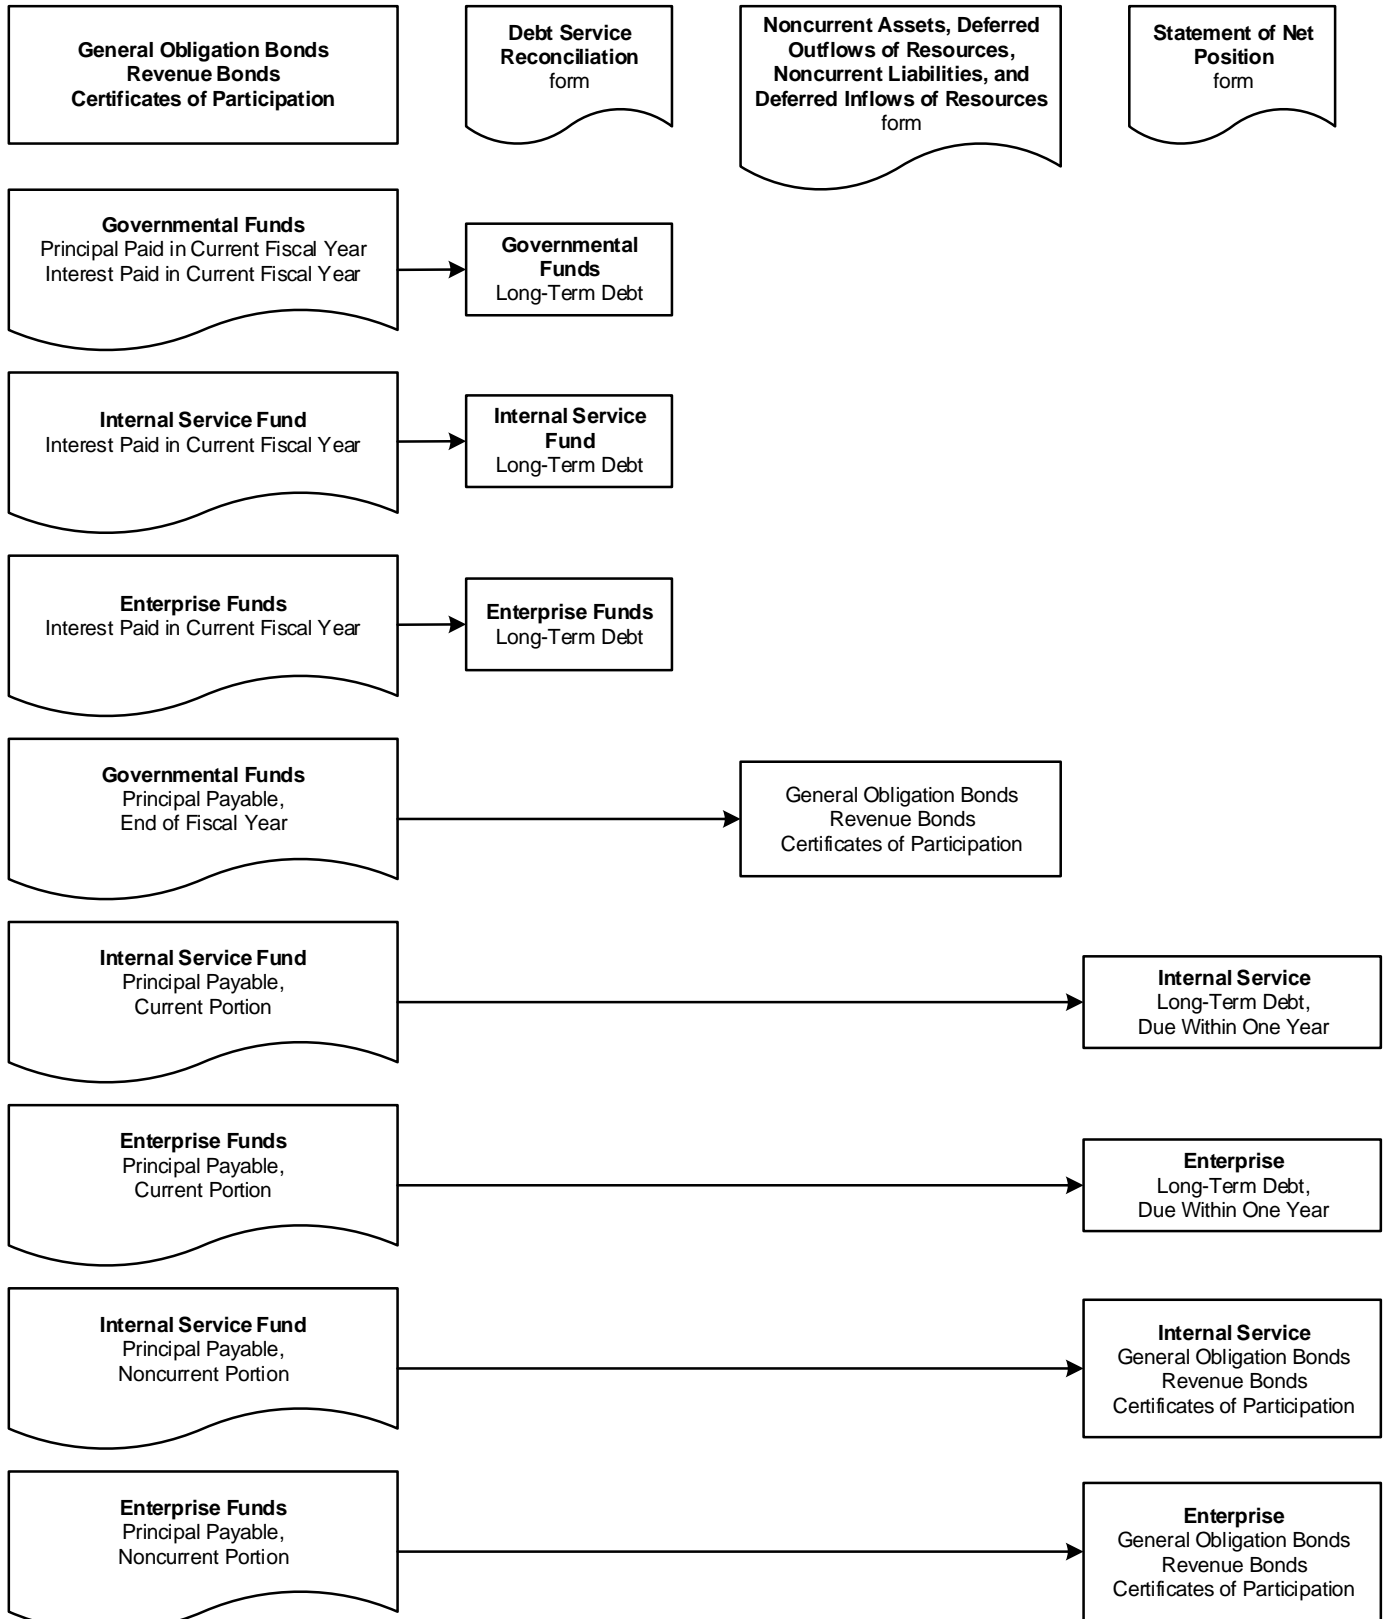 General Obligation Bonds
Revenue Bonds
Certificates of Participation
Debt Service
Reconciliation
form
Noncurrent Assets, Deferred
Outflows of Resources,
Noncurrent Liabilities, and
Deferred Inflows of Resources
form
Statement of Net
Position
form
Governmental Funds
Principal Paid in Current Fiscal Year
Interest Paid in Current Fiscal Year
Governmental
Funds
Long-Term Debt
Internal Service Fund
Interest Paid in Current Fiscal Year
Internal Service
Fund
Long-Term Debt
Enterprise Funds
Interest Paid in Current Fiscal Year
Enterprise Funds
Long-Term Debt
Governmental Funds
Principal Payable,
End of Fiscal Year
General Obligation Bonds
Revenue Bonds
Certificates of Participation
Internal Service Fund
Principal Payable,
Current Portion
Internal Service
Long-Term Debt,
Due Within One Year
Enterprise Funds
Principal Payable,
Current Portion
Enterprise
Long-Term Debt,
Due Within One Year
Internal Service Fund
Principal Payable,
Noncurrent Portion
Internal Service
General Obligation Bonds
Revenue Bonds
Certificates of Participation
Enterprise Funds
Principal Payable,
Noncurrent Portion
Enterprise
General Obligation Bonds
Revenue Bonds
Certificates of Participation